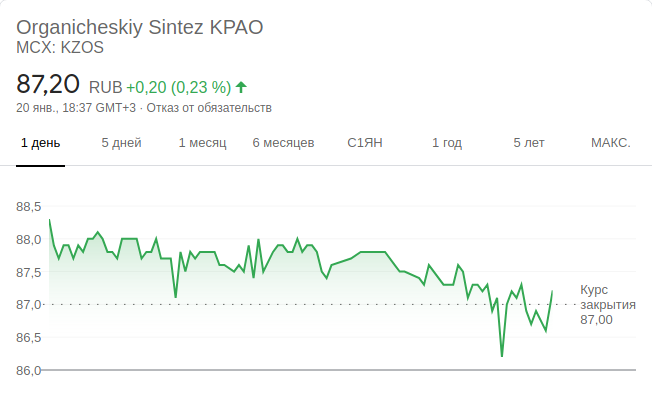 Organicheskiy Sintez KPAO
MCX: KZOS
87,20 RUB +0,20 (0,23 %)
20 янв., 18:37 GMT+3 · Отказ от обязательств
1 день 5 дней 1 месяц 6 месяцев С1ЯН 1 год 5 лет МАКС.
88,5
88,0
87,5
87,0
86,5
86,0
Курс
закрытия
87,00